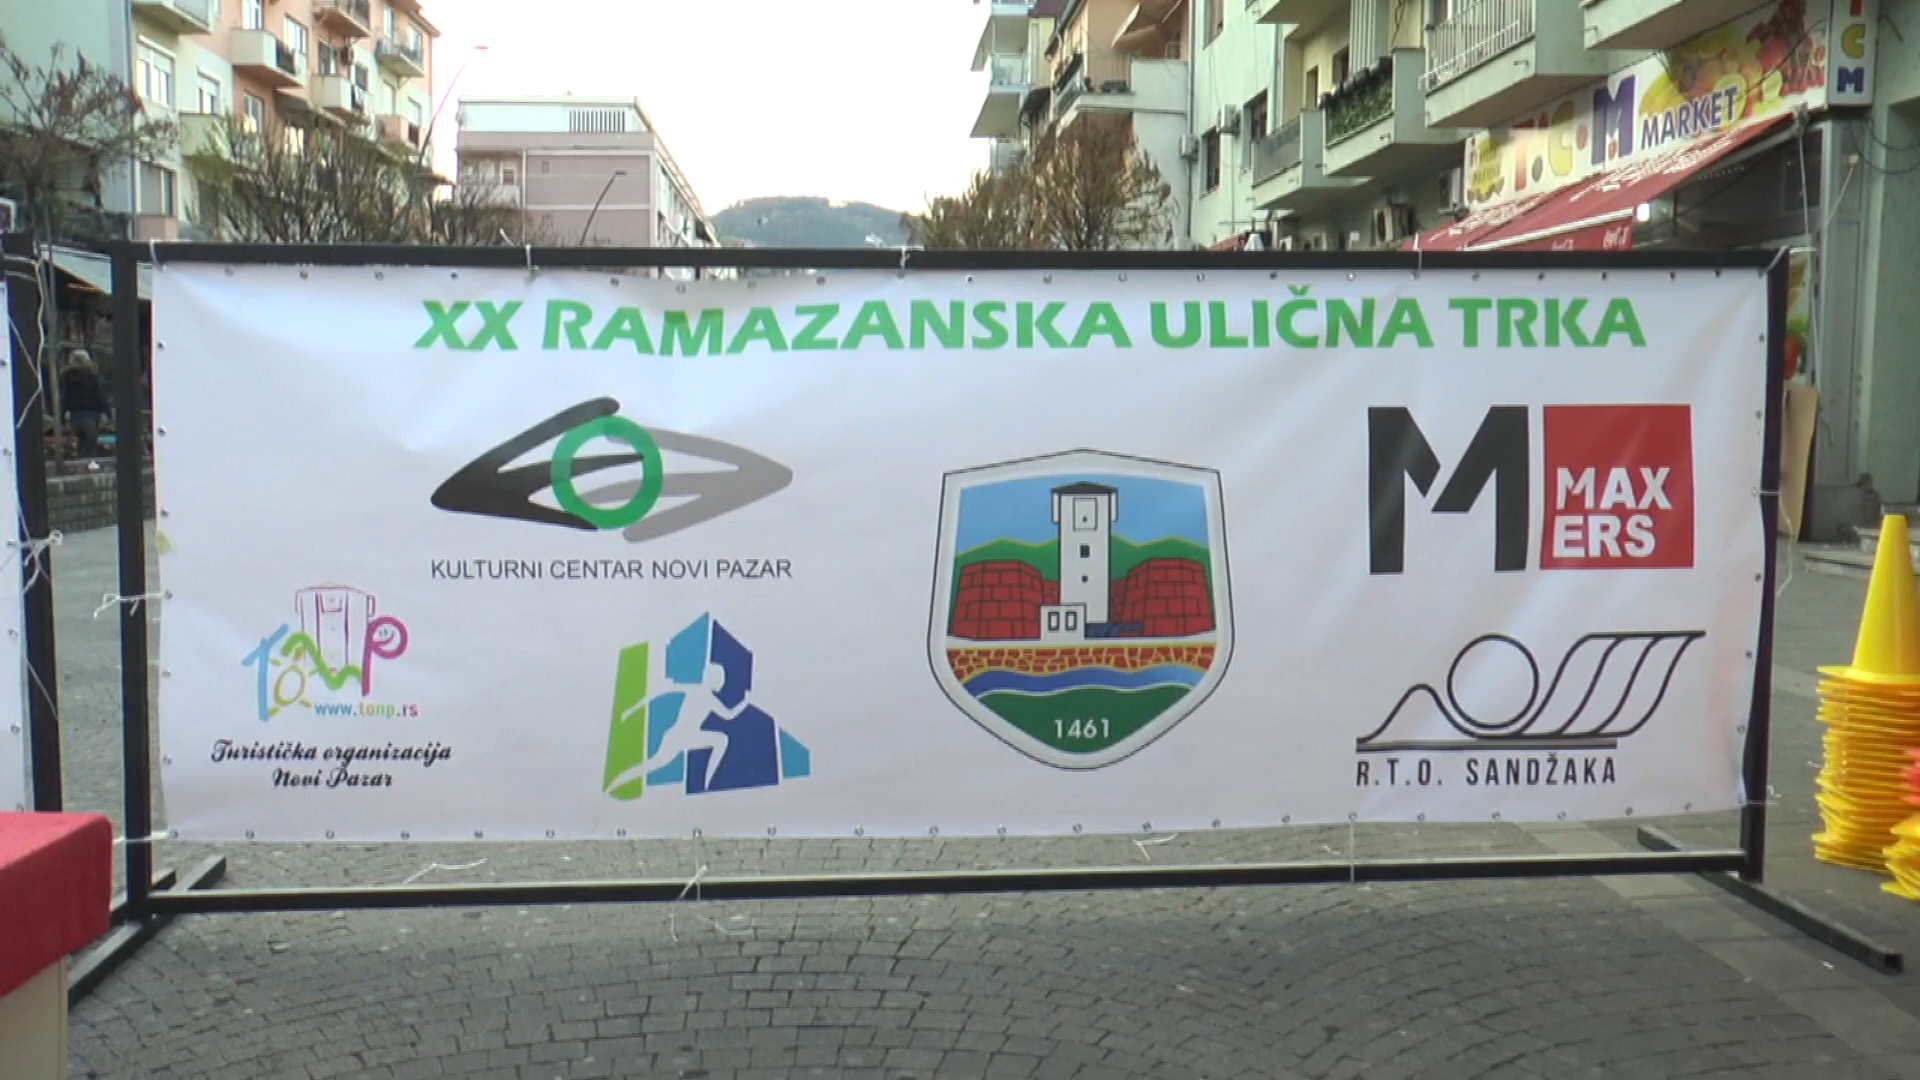 T.C.M MARKET
T C M
XX RAMAZANSKA ULIČNA TRKA
KULTURNI CENTAR NOVI PAZAR
M MAX
ERS
tonp
www.tonp.rs
Turistička organizacija
Novi Pazar
1461
R.T.O. SANDŽAKA